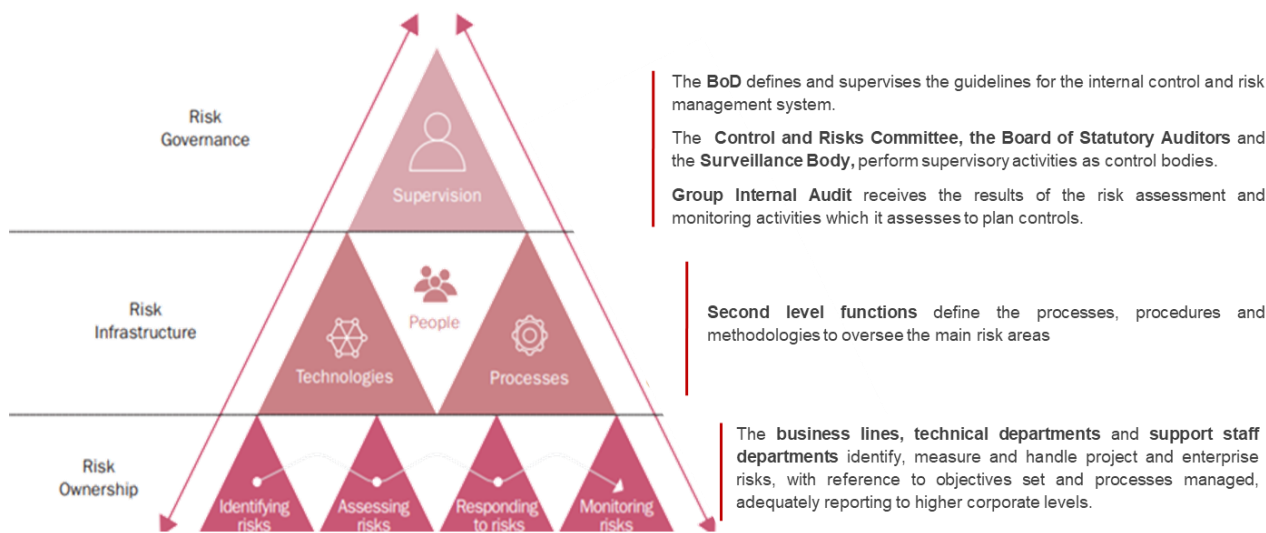 Risk
Governance
Supervision
The BoD defines and supervises the guidelines for the internal control and risk
management system.
The Control and Risks Committee, the Board of Statutory Auditors and
the Surveillance Body, perform supervisory activities as control bodies.
Group Internal Audit receives the results of the risk assessment and
monitoring activities which it assesses to plan controls.
Risk
Infrastructure
People
Technologies
Processes
Second level functions define the processes, procedures and
methodologies to oversee the main risk areas
Risk
Ownership
Identifying
risks
Assessing
risks
Responding
to risks
Monitoring
risks
The business lines, technical departments and support staff
departments identify, measure and handle project and enterprise
risks, with reference to objectives set and processes managed,
adequately reporting to higher corporate levels.